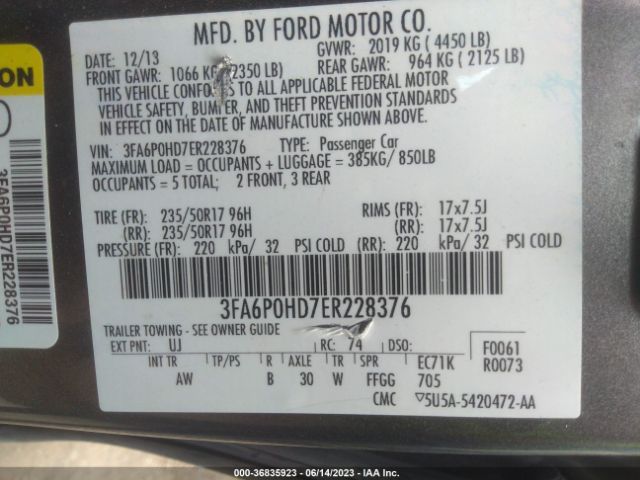 MFD. BY FORD MOTOR CO.
DATE: 12/13 GVWR: 2019 KG ( 4450 LB)
FRONT GAWR: 1066 KG (2350 LB) REAR GAWR: 964 KG ( 2125 LB)
THIS VEHICLE CONFORMS TO ALL APPLICABLE FEDERAL MOTOR
VEHICLE SAFETY, BUMPER, AND THEFT PREVENTION STANDARDS
IN EFFECT ON THE DATE OF MANUFACTURE SHOWN ABOVE.
VIN: 3FA6P0HD7ER228376 TYPE: Passenger Car
MAXIMUM LOAD = OCCUPANTS + LUGGAGE = 385KG/ 850LB
OCCUPANTS = 5 TOTAL; 2 FRONT, 3 REAR
TIRE (FR): 235/50R17 96H RIMS (FR): 17x7.5J
(RR): 235/50R17 96H (RR): 17x7.5J
PRESSURE (FR): 220 kPa/ 32 PSI COLD (RR): 220 kPa/ 32 PSI COLD
3FA6P0HD7ER228376
TRAILER TOWING - SEE OWNER GUIDE
EXT PNT: UJ RC: 74 DSO: F0061
R0073
INT TR TP/PS R AXLE TR SPR EC71K
AW B 30 W FFGG 705
CMC ▽5U5A-5420472-AA
ON
3FA6P0HD7ER228376
000-36835923 - 06/14/2023 - IAA Inc.